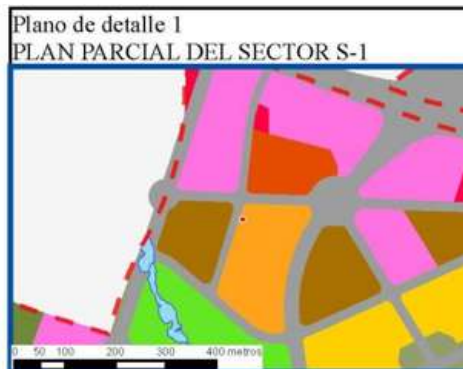 Plano de detalle 1
PLAN PARCIAL DEL SECTOR S-1
0 50 100 200 300 400 metros